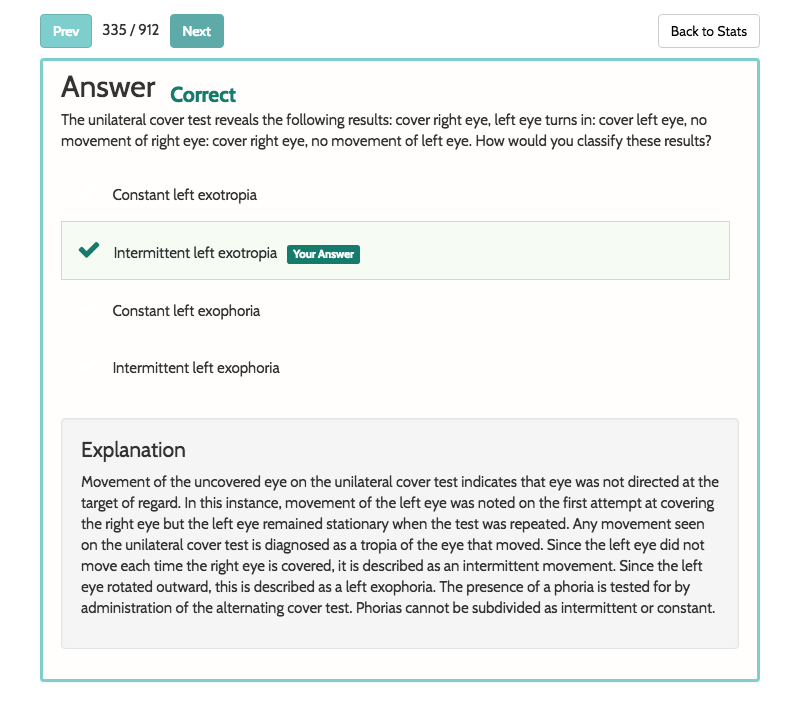 Prev 335 / 912 Next Back to Stats
Answer Correct
The unilateral cover test reveals the following results: cover right eye, left eye turns in: cover left eye, no
movement of right eye: cover right eye, no movement of left eye. How would you classify these results?
Constant left exotropia
Intermittent left exotropia Your Answer
Constant left exophoria
Intermittent left exophoria
Explanation
Movement of the uncovered eye on the unilateral cover test indicates that eye was not directed at the
target of regard. In this instance, movement of the left eye was noted on the first attempt at covering
the right eye but the left eye remained stationary when the test was repeated. Any movement seen
on the unilateral cover test is diagnosed as a tropia of the eye that moved. Since the left eye did not
move each time the right eye is covered, it is described as an intermittent movement. Since the left
eye rotated outward, this is described as a left exophoria. The presence of a phoria is tested for by
administration of the alternating cover test. Phorias cannot be subdivided as intermittent or constant.